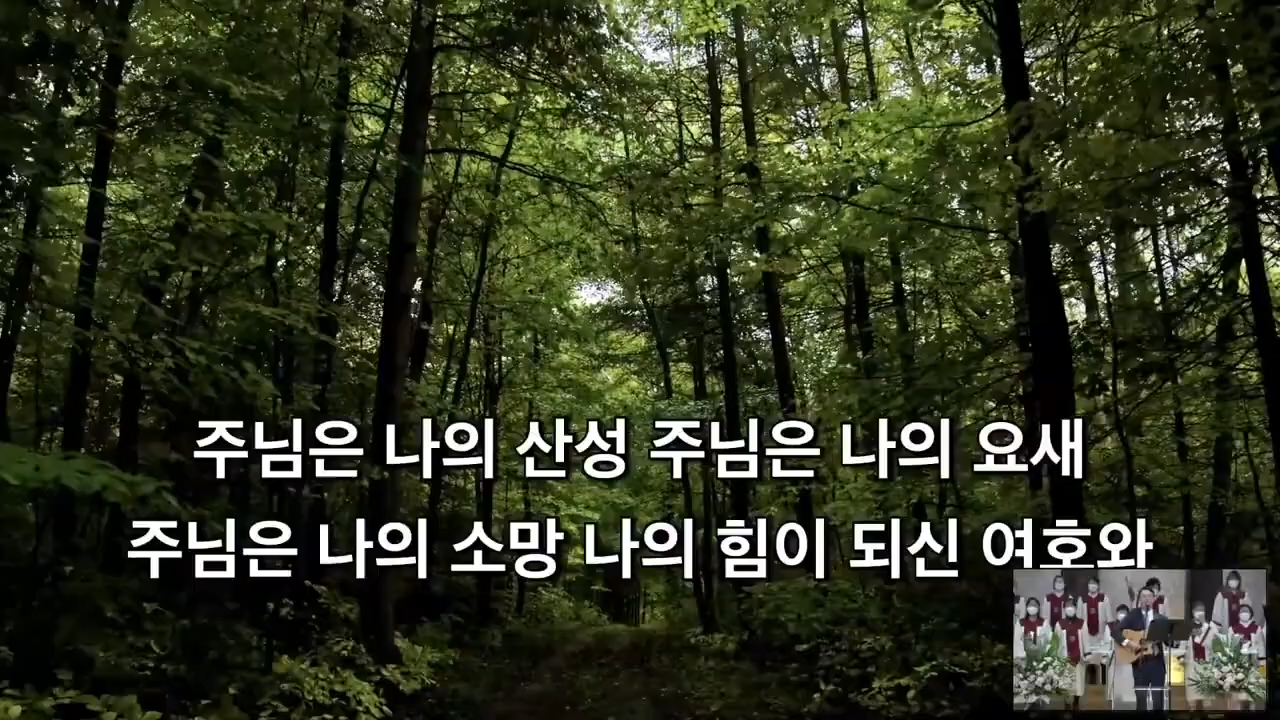 주님은 나의 산성 주님은 나의 요새
주님은 나의 소망 나의 힘이 되신 여호와